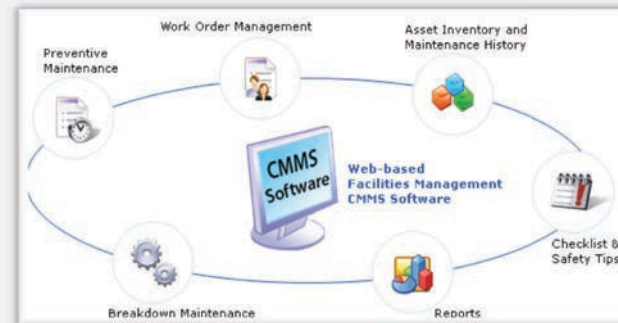 Work Order Management
Asset Inventory and
Maintenance History
Preventive
Maintenance
CMMS
Software
Web-based
Facilities Management
CMMS Software
Checklist &
Safety Tips
Breakdown Maintenance
Reports